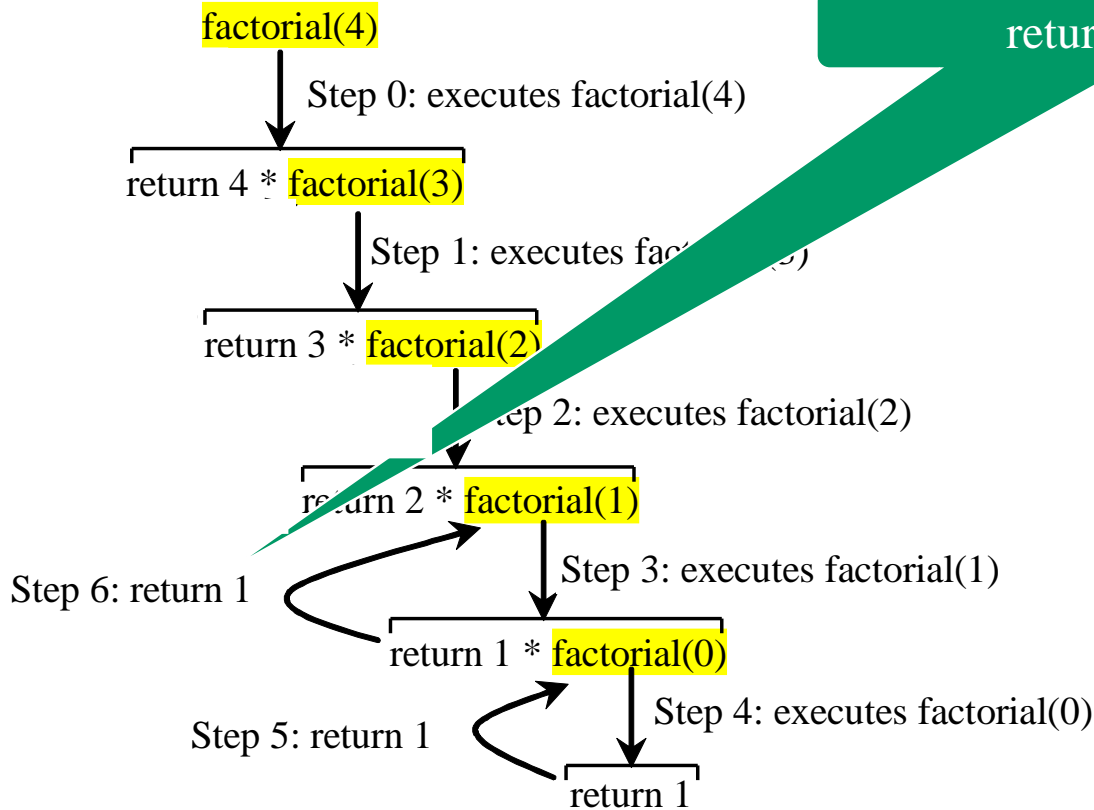 factorial(4)
Step 0: executes factorial(4)
return 4 * factorial(3)
Step 1: executes
return 3 * factorial(2)
2: executes factorial(2)
return 2 * factorial(1)
Step 6: return 1
Step 3: executes factorial(1)
return 1 * factorial(0)
Step 4: executes factorial(0)
Step 5: return 1
return 1